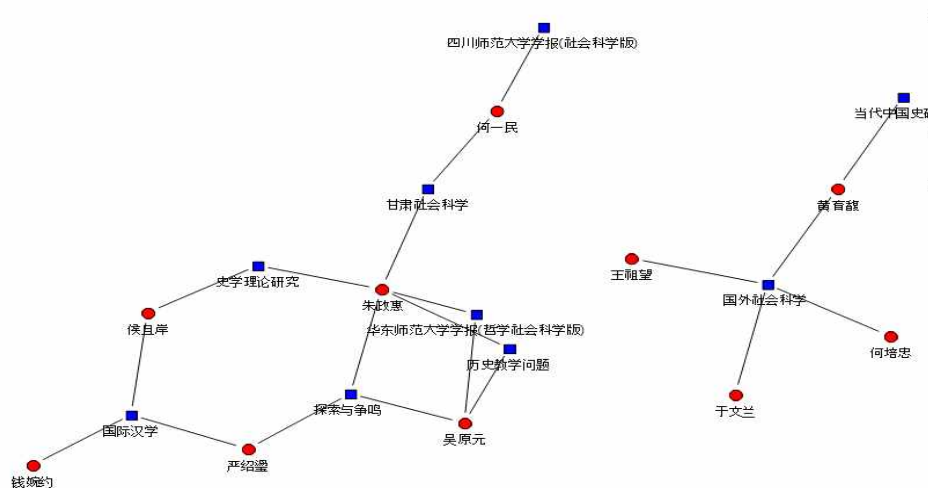 四川师范大学学报(社会科学版)
当代中国史研
何一民
甘肃社会科学
黄育馥
王祖望
史学理论研究
国外社会科学
朱政惠
侯且岸
华东师范大学学报(哲学社会科学版)
何培忠
历史教学问题
探索与争鸣
于文兰
国际汉学
吴原元
严绍璗
钱婉约